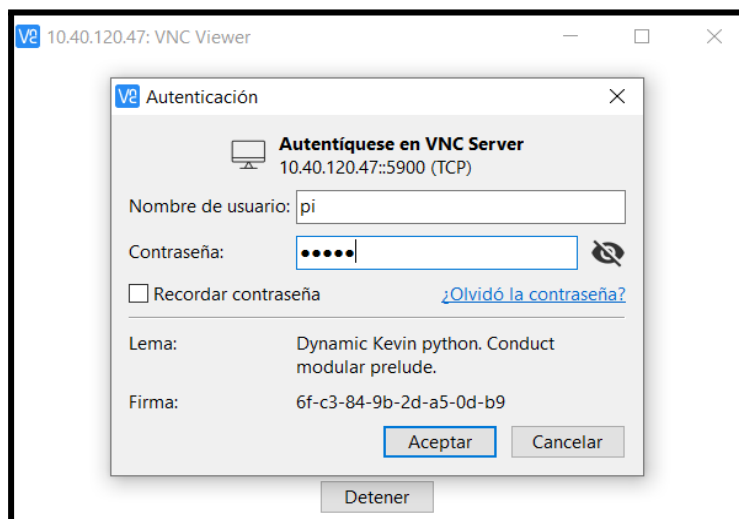 V2 10.40.120.47: VNC Viewer
V2 Autenticación
Autentíquese en VNC Server
10.40.120.47::5900 (TCP)
Nombre de usuario: pi
Contraseña: •••••
Recordar contraseña ¿Olvidó la contraseña?
Lema: Dynamic Kevin python. Conduct
modular prelude.
Firma: 6f-c3-84-9b-2d-a5-0d-b9
Aceptar Cancelar
Detener